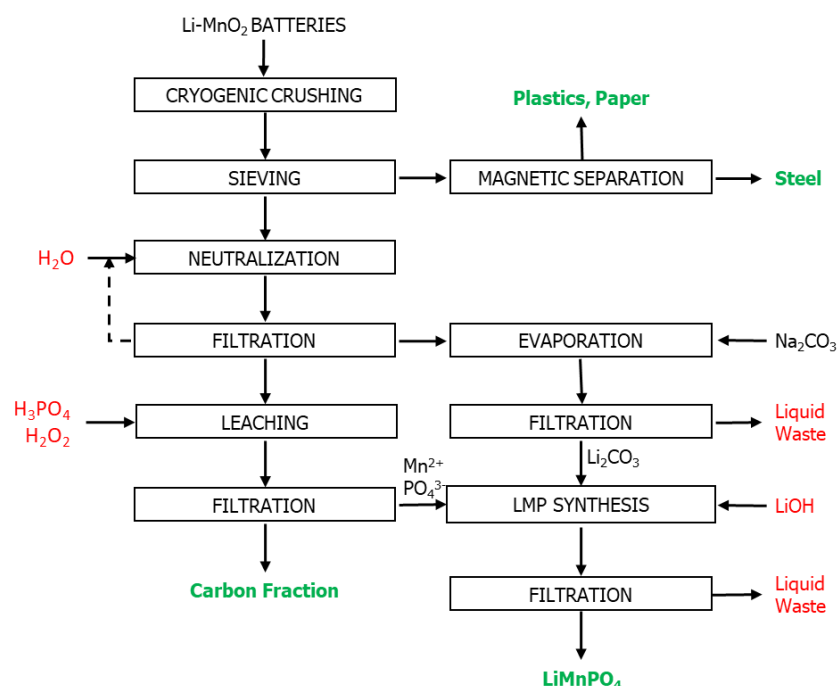 Li-MnO₂ BATTERIES
CRYOGENIC CRUSHING
Plastics, Paper
SIEVING
MAGNETIC SEPARATION
Steel
H₂O
NEUTRALIZATION
FILTRATION
EVAPORATION
Na₂CO₃
H₃PO₄
H₂O₂
LEACHING
FILTRATION
Liquid
Waste
Li₂CO₃
Mn²⁺
PO₄³⁻
FILTRATION
LMP SYNTHESIS
LiOH
Carbon Fraction
FILTRATION
Liquid
Waste
LiMnPO₄